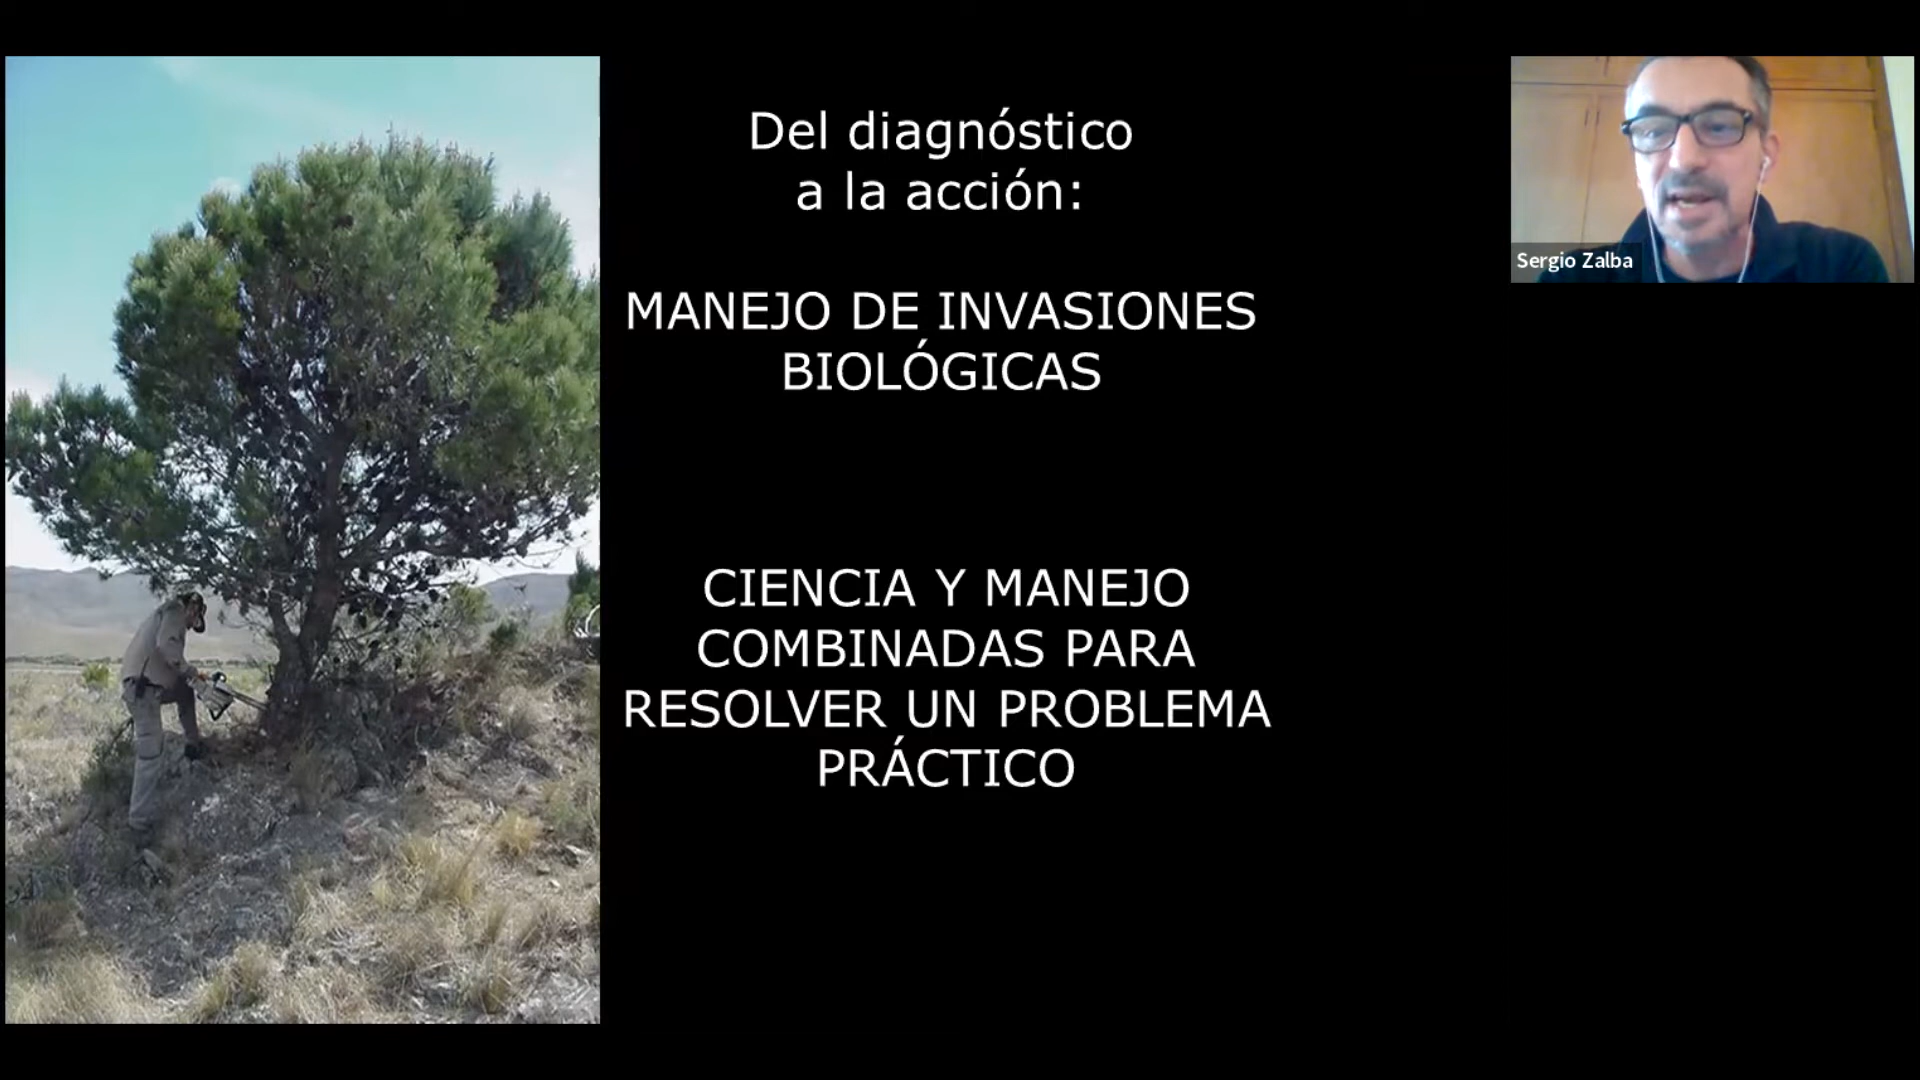 Del diagnóstico
a la acción:
MANEJO DE INVASIONES
BIOLÓGICAS
CIENCIA Y MANEJO
COMBINADAS PARA
RESOLVER UN PROBLEMA
PRÁCTICO
Sergio Zalba